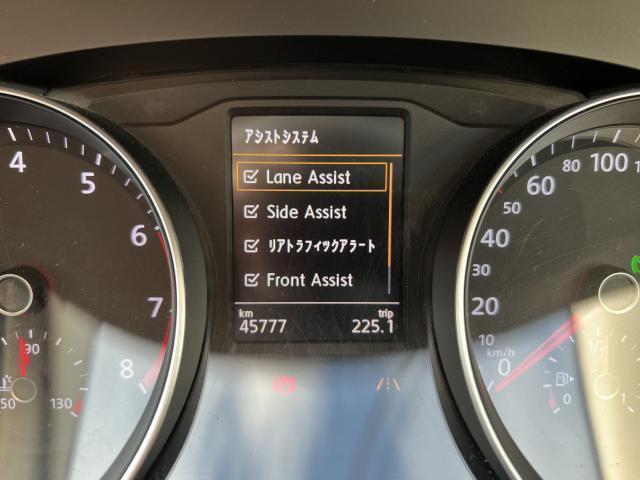 アシストシステム
Lane Assist
Side Assist
リアトラフィックアラート
Front Assist
km trip
45777 225.1
4 5 6 7 8
90
50 130
0 10 20 30 40 50 60 80 100
km/h
0 1/2 1